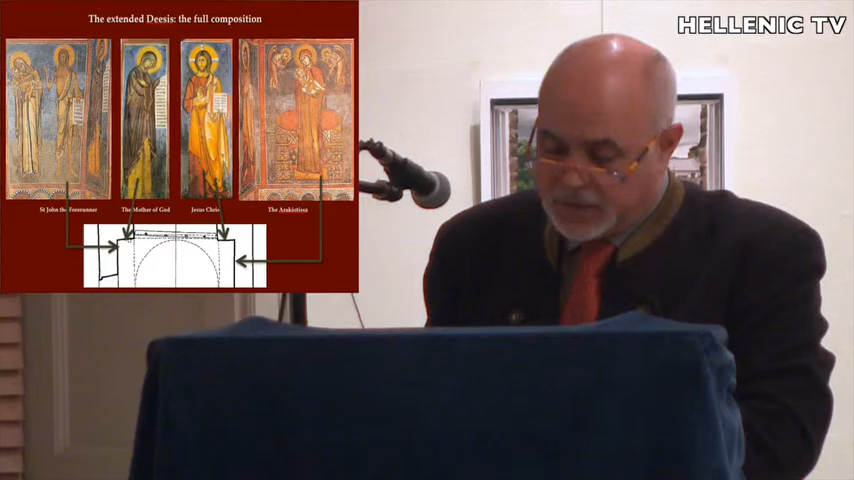 The extended Deesis: the full composition
HELLENIC TV
St John the Forerunner
The Mother of God
Jesus Christ
The Arakiotissa